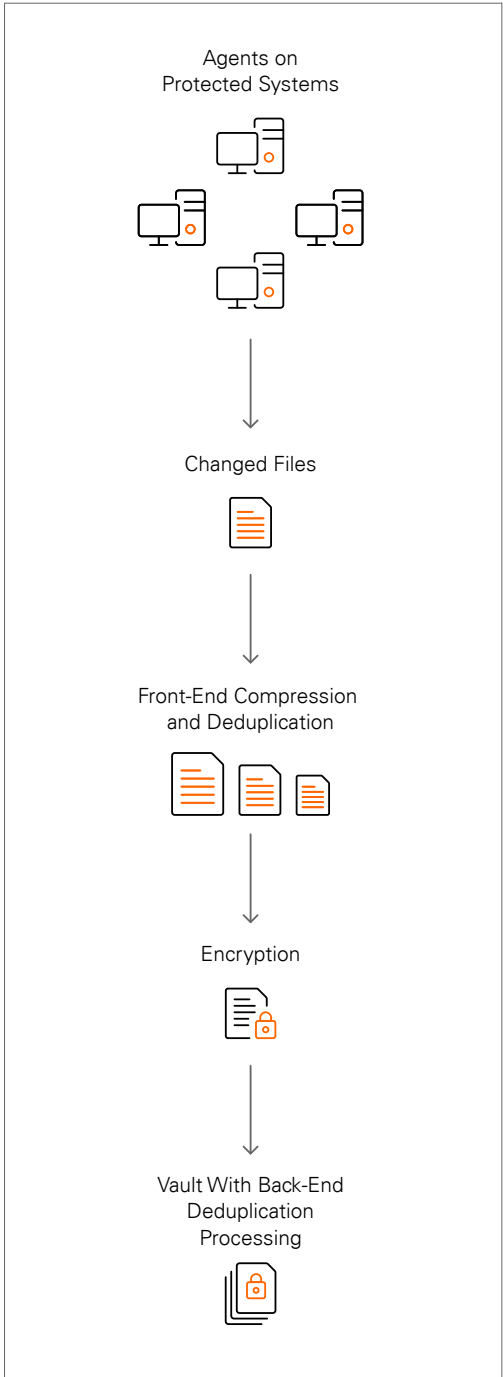 Agents on
Protected Systems
Changed Files
Front-End Compression
and Deduplication
Encryption
Vault With Back-End
Deduplication
Processing